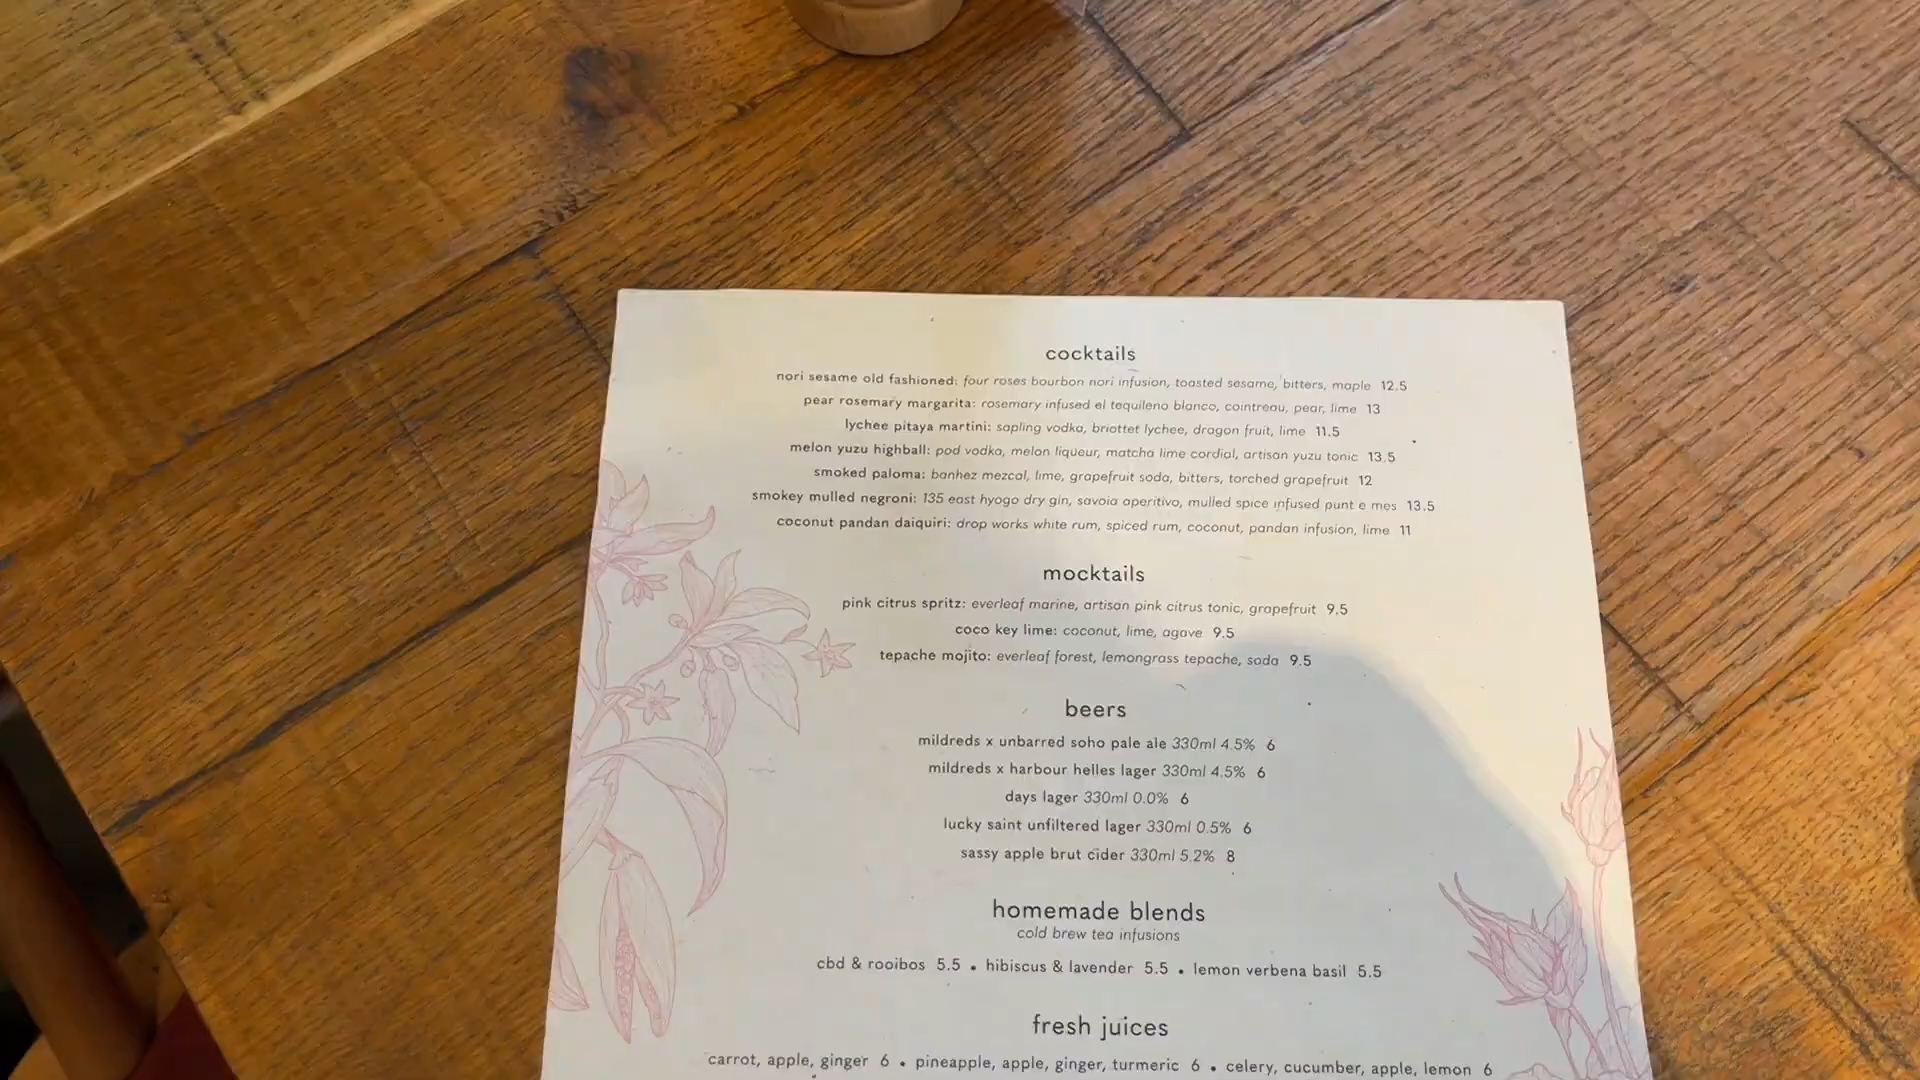 cocktails
nori sesame old fashioned: four roses bourbon nori infusion, toasted sesame, bitters, maple 12.5
pear rosemary margarita: rosemary infused el tequileno blanco, cointreau, pear, lime 13
lychee pitaya martini: sapling vodka, briottet lychee, dragon fruit, lime 11.5
melon yuzu highball: pod vodka, melon liqueur, matcha lime cordial, artisan yuzu tonic 13.5
smoked paloma: banhez mezcal, lime, grapefruit soda, bitters, torched grapefruit 12
smokey mulled negroni: 135 east hyogo dry gin, savoia aperitivo, mulled spice infused punt e mes 13.5
coconut pandan daiquiri: drop works white rum, spiced rum, coconut, pandan infusion, lime 11
mocktails
pink citrus spritz: everleaf marine, artisan pink citrus tonic, grapefruit 9.5
coco key lime: coconut, lime, agave 9.5
tepache mojito: everleaf forest, lemongrass tepache, soda 9.5
beers
mildreds x unbarred soho pale ale 330ml 4.5% 6
mildreds x harbour helles lager 330ml 4.5% 6
days lager 330ml 0.0% 6
lucky saint unfiltered lager 330ml 0.5% 6
sassy apple brut cider 330ml 5.2% 8
homemade blends
cold brew tea infusions
cbd & rooibos 5.5 • hibiscus & lavender 5.5 • lemon verbena basil 5.5
fresh juices
carrot, apple, ginger 6 • pineapple, apple, ginger, turmeric 6 • celery, cucumber, apple, lemon 6